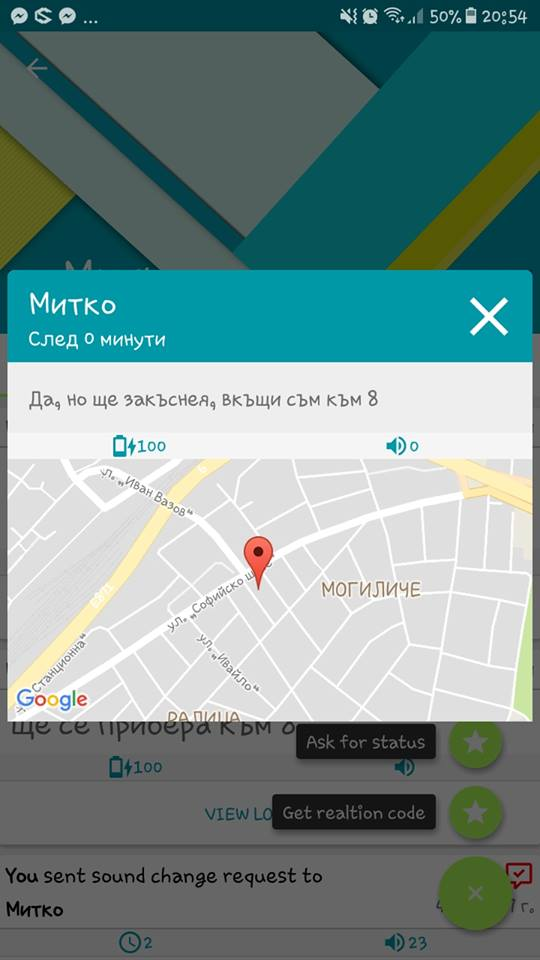 ... 50% 20:54
Митко
След 0 минути
Да, но ще закъснея, вкъщи съм към 8
100 0
ул. „Иван Вазов“
6
ул. „Софийско
МОГИЛИЧЕ
ул. „Ивайло“
Станционна“
Google
РАЛИЦА
ще се прибера към 8
Ask for status
100
VIEW LO
Get realtion code
You sent sound change request to
Митко
г.
2 23